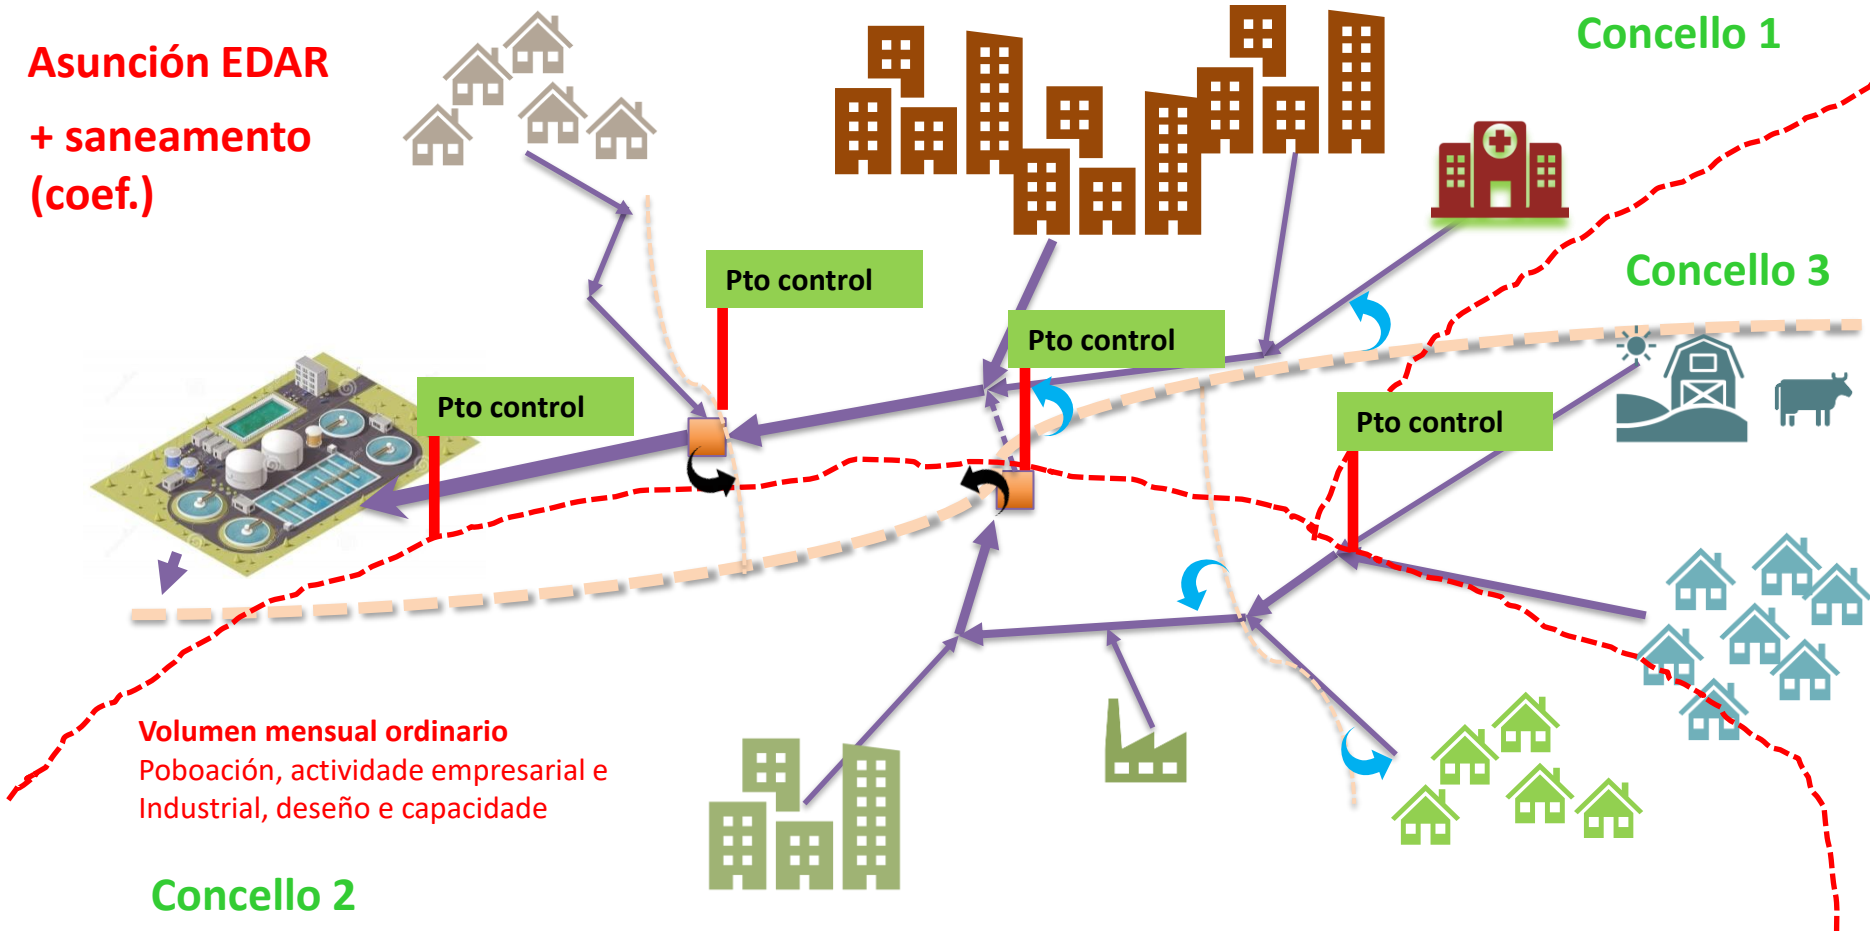 Asunción EDAR
+ saneamento
(coef.)
Concello 1
Concello 3
Pto control
Pto control
Pto control
Pto control
Volumen mensual ordinario
Poboación, actividade empresarial e
Industrial, deseño e capacidade
Concello 2